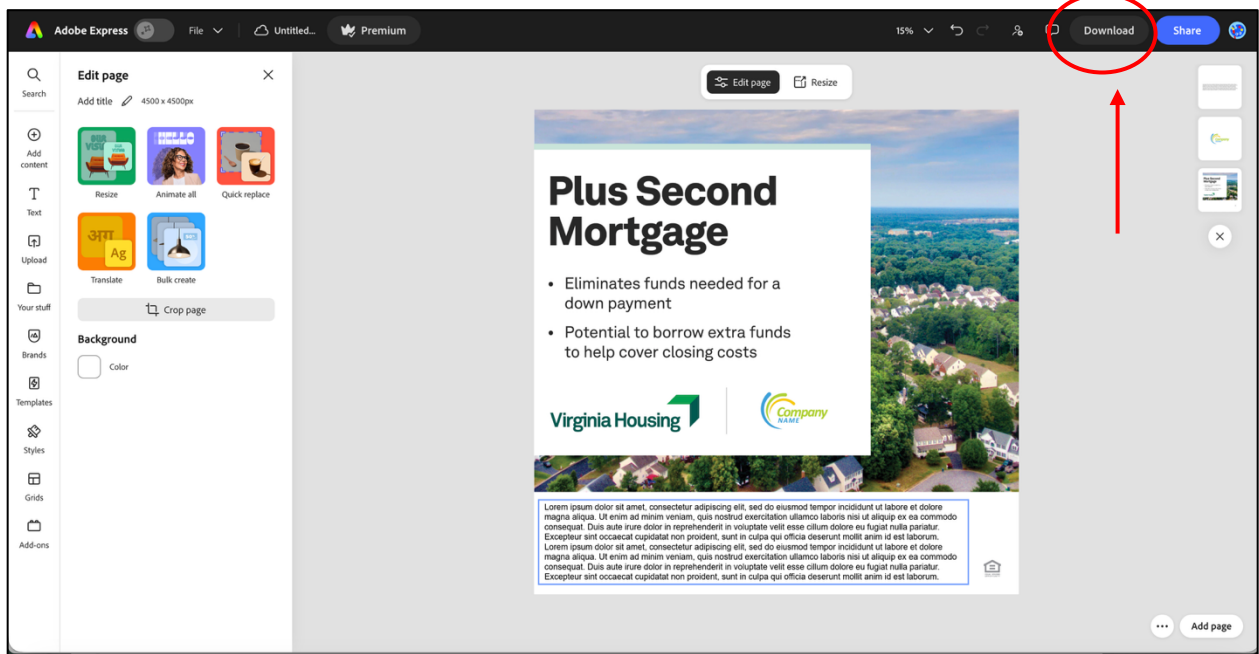 Adobe Express
File
Untitled...
Premium
15%
Download
Share
Search
Add
content
Text
Upload
Your stuff
Brands
Templates
Styles
Grids
Add-ons
Edit page
Add title
4500 x 4500px
HELLO
Resize
Animate all
Quick replace
अग
Ag
Translate
Bulk create
Crop page
Background
Color
Edit page
Resize
Plus Second
Mortgage
• Eliminates funds needed for a
down payment
• Potential to borrow extra funds
to help cover closing costs
Virginia Housing
Company
NAME
Lorem ipsum dolor sit amet, consectetur adipiscing elit, sed do eiusmod tempor incididunt ut labore et dolore
magna aliqua. Ut enim ad minim veniam, quis nostrud exercitation ullamco laboris nisi ut aliquip ex ea commodo
consequat. Duis aute irure dolor in reprehenderit in voluptate velit esse cillum dolore eu fugiat nulla pariatur.
Excepteur sint occaecat cupidatat non proident, sunt in culpa qui officia deserunt mollit anim id est laborum.
Lorem ipsum dolor sit amet, consectetur adipiscing elit, sed do eiusmod tempor incididunt ut labore et dolore
magna aliqua. Ut enim ad minim veniam, quis nostrud exercitation ullamco laboris nisi ut aliquip ex ea commodo
consequat. Duis aute irure dolor in reprehenderit in voluptate velit esse cillum dolore eu fugiat nulla pariatur.
Excepteur sint occaecat cupidatat non proident, sunt in culpa qui officia deserunt mollit anim id est laborum.
Add page